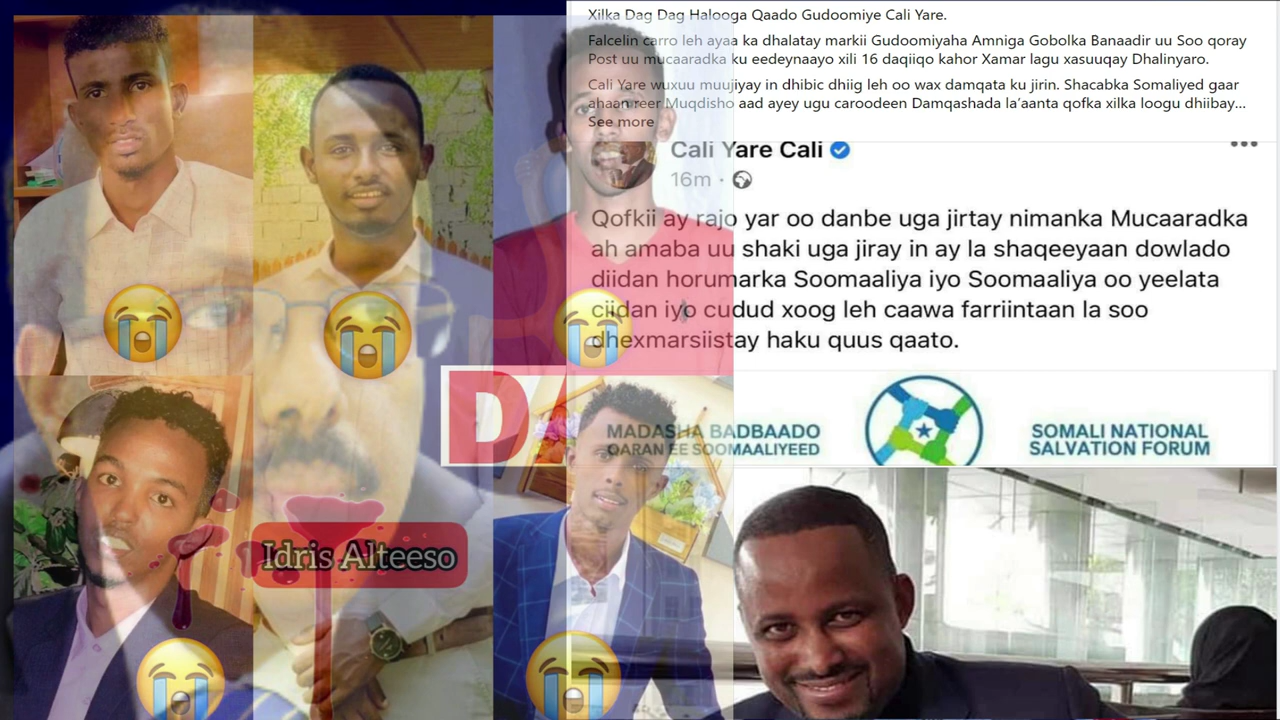 Xilka Dag Dag Halooga Qaado Gudoomiye Cali Yare.
Falcelin carro leh ayaa ka dhalatay markii Gudoomiyaha Amniga Gobolka Banaadir uu Soo qoray
Post uu mucaaradka ku eedeynaayo xili 16 daqiiqo kahor Xamar lagu xasuuqay Dhalinyaro.
Cali Yare wuxuu muujiyay in dhibic dhiig leh oo wax damqata ku jirin. Shacabka Somaliyed gaar
ahaan reer Muqdisho aad ayey ugu caroodeen Damqashada la’aanta qofka xilka loogu dhiibay...
See more
Cali Yare Cali
16m ·
Qofkii ay rajo yar oo danbe uga jirtay nimanka Mucaaradka
ah amaba uu shaki uga jiray in ay la shaqeeyaan dowlado
diidan horumarka Soomaaliya iyo Soomaaliya oo yeelata
ciidan iyo cudud xoog leh caawa farriintaan la soo
dhexmarsiistay haku quus qaato.
MADASHA BADBAADO
QARAN EE SOOMAALIYEED
SOMALI NATIONAL
SALVATION FORUM
Idris Alteeso